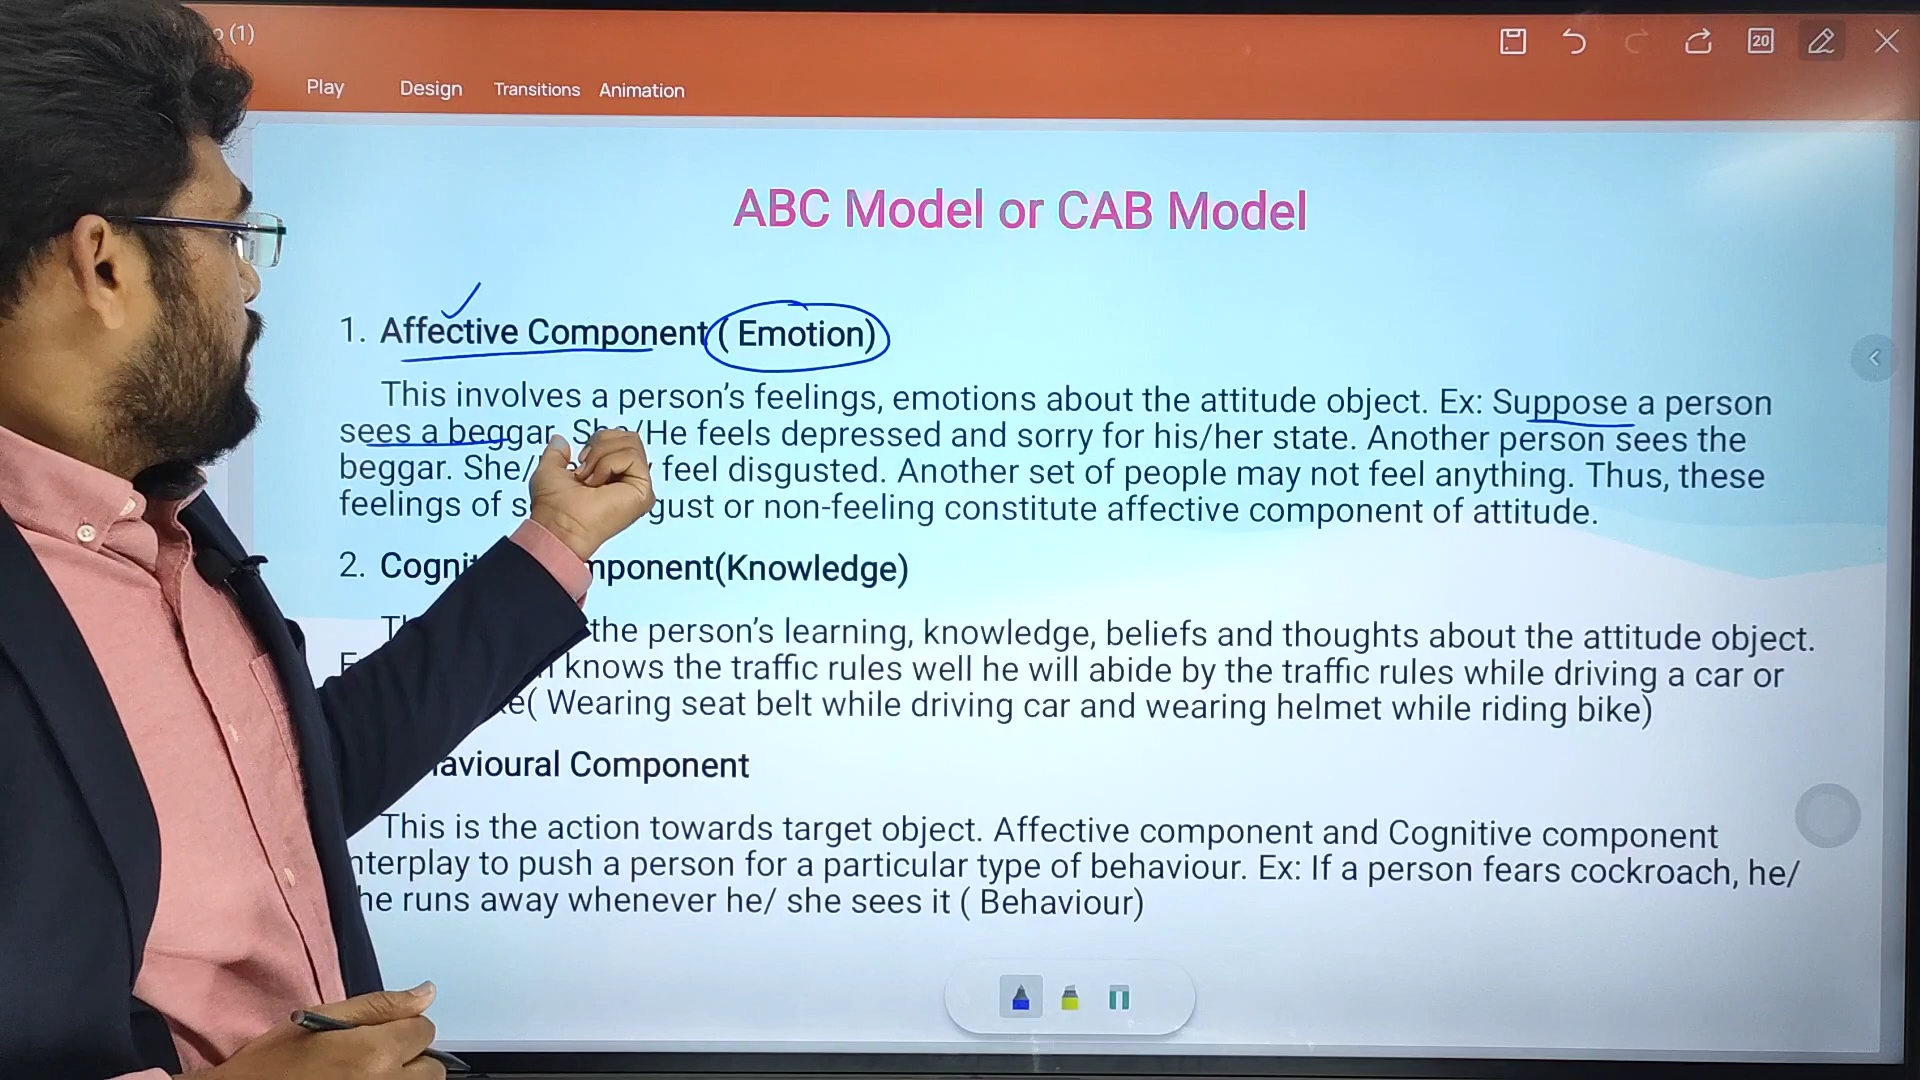 (1)
20
Play Design Transitions Animation
ABC Model or CAB Model
1. Affective Component ( Emotion)
This involves a person's feelings, emotions about the attitude object. Ex: Suppose a person
sees a beggar. She/He feels depressed and sorry for his/her state. Another person sees the
beggar. She/ feel disgusted. Another set of people may not feel anything. Thus, these
feelings of or non-feeling constitute affective component of attitude.
2. Component(Knowledge)
the person's learning, knowledge, beliefs and thoughts about the attitude object.
knows the traffic rules well he will abide by the traffic rules while driving a car or
( Wearing seat belt while driving car and wearing helmet while riding bike)
Behavioural Component
This is the action towards target object. Affective component and Cognitive component
interplay to push a person for a particular type of behaviour. Ex: If a person fears cockroach, he/
she runs away whenever he/ she sees it ( Behaviour)